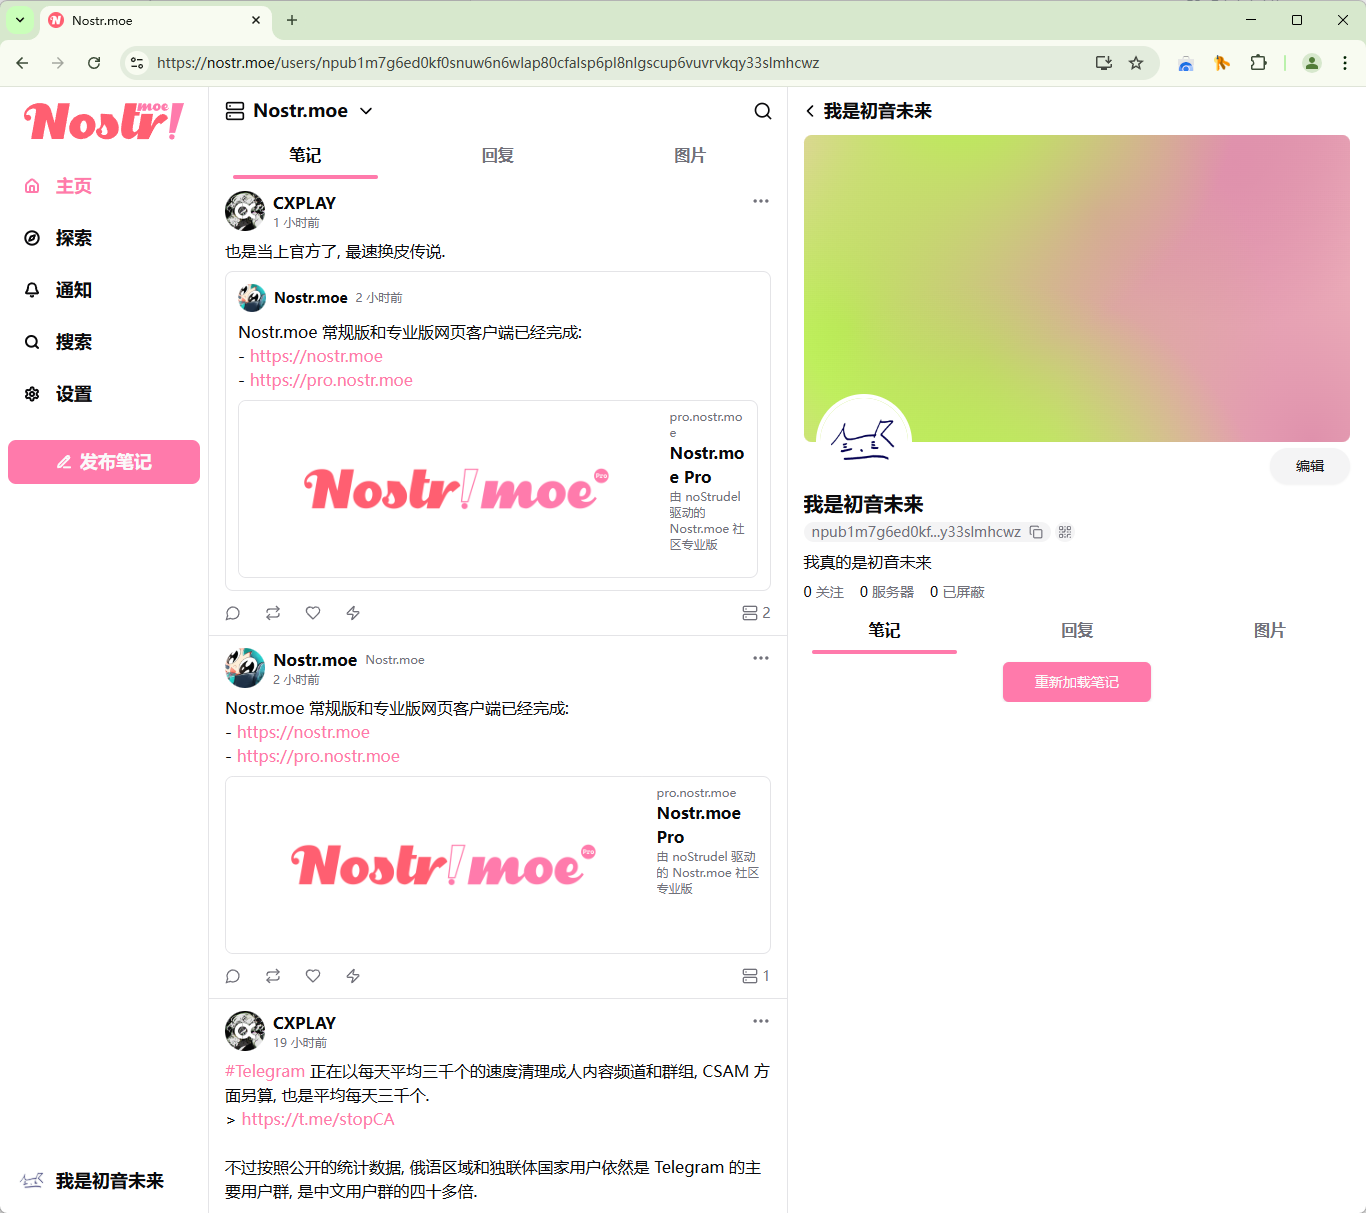 Nostr.moe
https://nostr.moe/users/npub1m7g6ed0kf0snuw6n6wlap80cfalsp6pl8nlgscup6vuvrvkqy33slmhcwz
Nostr!moe
主页
探索
通知
搜索
设置
发布笔记
我是初音未来
Nostr.moe
笔记 回复 图片
CXPLAY
1 小时前
也是当上官方了, 最速换皮传说.
Nostr.moe 2 小时前
Nostr.moe 常规版和专业版网页客户端已经完成:
- https://nostr.moe
- https://pro.nostr.moe
Nostr!moe Pro
pro.nostr.mo
e
Nostr.mo
e Pro
由 noStrudel
驱动的
Nostr.moe 社
区专业版
2
Nostr.moe Nostr.moe
2 小时前
Nostr.moe 常规版和专业版网页客户端已经完成:
- https://nostr.moe
- https://pro.nostr.moe
Nostr!moe Pro
pro.nostr.moe
Nostr.moe
Pro
由 noStrudel 驱动
的 Nostr.moe 社区
专业版
1
CXPLAY
19 小时前
#Telegram 正在以每天平均三千个的速度清理成人内容频道和群组, CSAM 方
面另算, 也是平均每天三千个.
> https://t.me/stopCA
不过按照公开的统计数据, 俄语区域和独联体国家用户依然是 Telegram 的主
要用户群, 是中文用户群的四十多倍.
我是初音未来
编辑
我是初音未来
npub1m7g6ed0kf...y33slmhcwz
我真的是初音未来
0 关注 0 服务器 0 已屏蔽
笔记 回复 图片
重新加载笔记